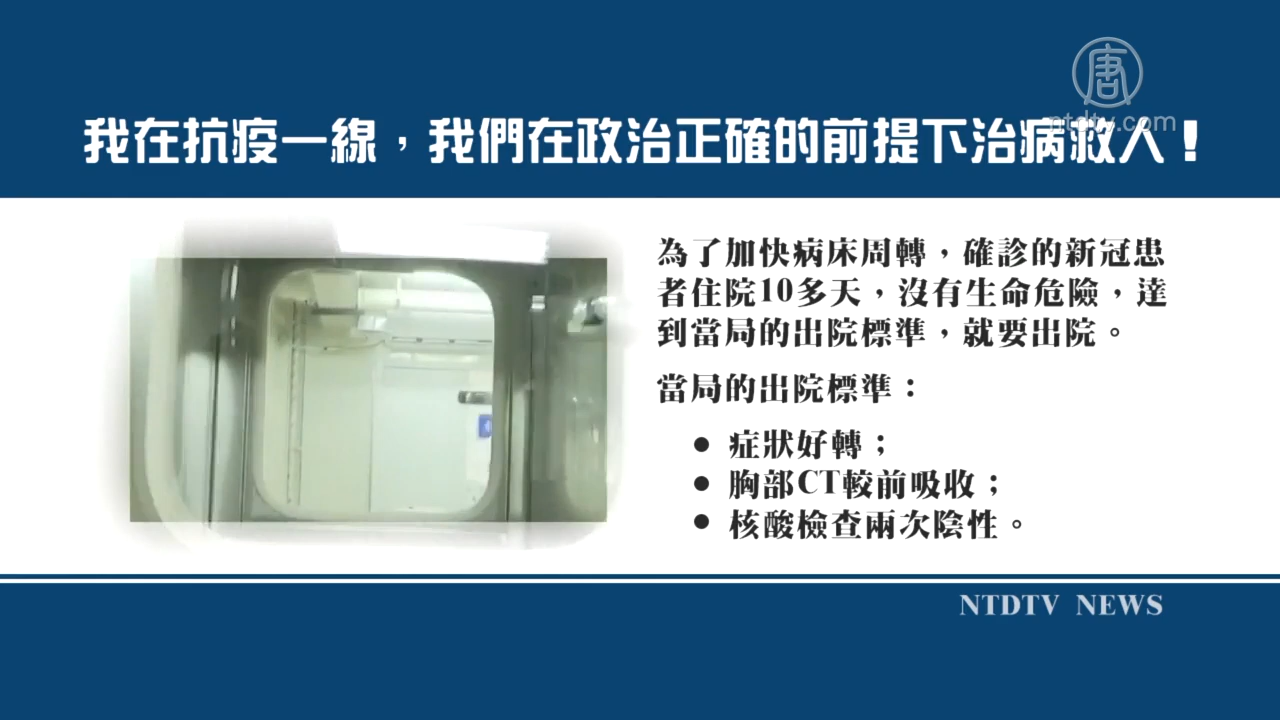 唐
ntdtv.com
我在抗疫一線，我們在政治正確的前提下治病救人！
為了加快病床周轉，確診的新冠患
者住院10多天，沒有生命危險，達
到當局的出院標準，就要出院。
當局的出院標準：
● 症狀好轉；
● 胸部CT較前吸收；
● 核酸檢查兩次陰性。
NTDTV NEWS